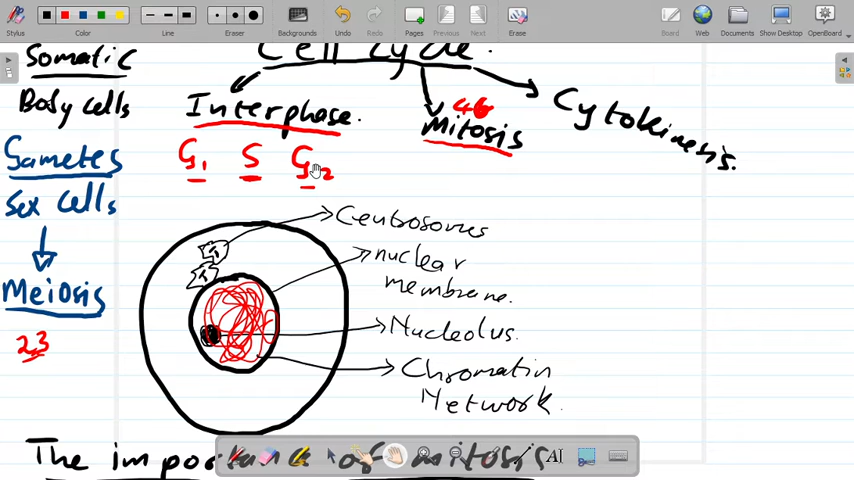 Stylus
Line
Eraser
Backgrounds
Undo
Redo
Pages
Previous
Next
Erase
Board
Web
Documents
Show Desktop
OpenBoard
Cell Cycle.
Somatic
Body cells
Interphase.
46
Mitosis
Cytokinesis.
G1 S G2
Gametes
Sex cells
Meiosis
23
Centrosomes
nuclear
membrane.
Nucleolus.
Chromatin
Network.
The importance of mitosis
AI